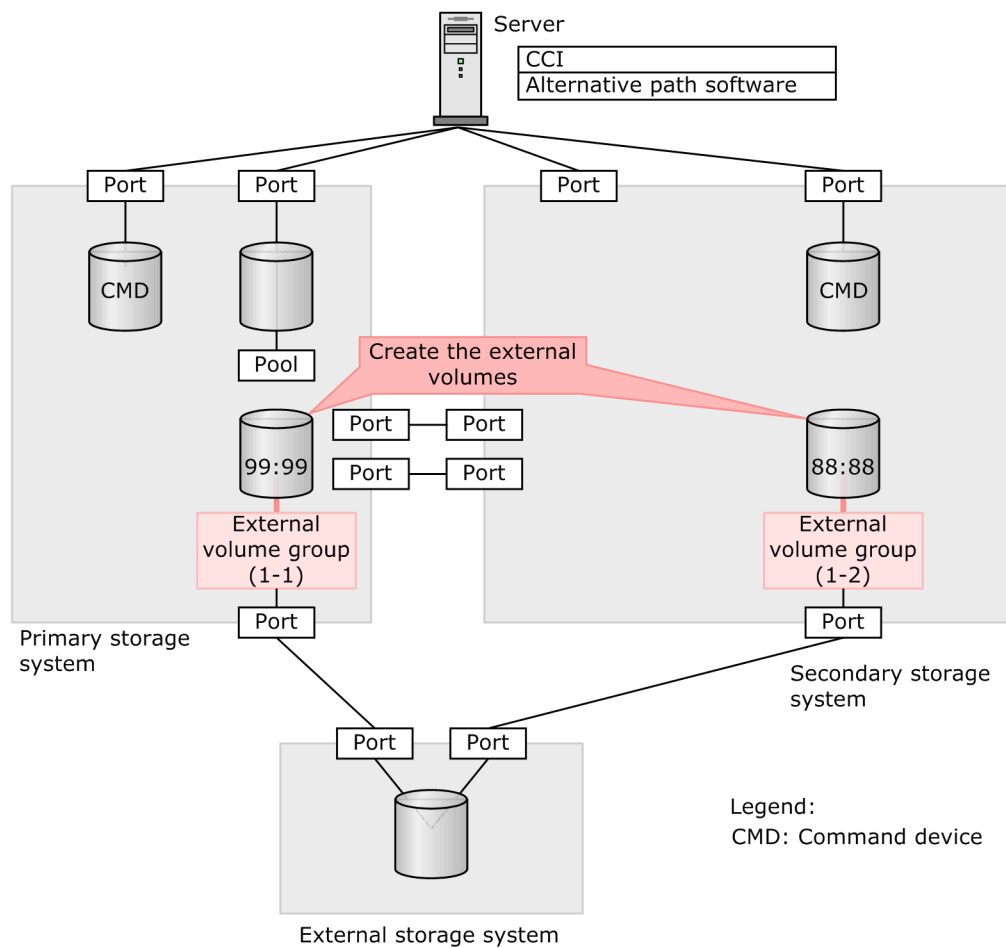 Server
CCI
Alternative path software
Port
Port
Port
Port
CMD
CMD
Pool
Create the external
volumes
99:99
Port
Port
88:88
Port
Port
External
volume group
(1-1)
External
volume group
(1-2)
Port
Port
Primary storage
system
Secondary storage
system
Port
Port
Legend:
CMD: Command device
External storage system